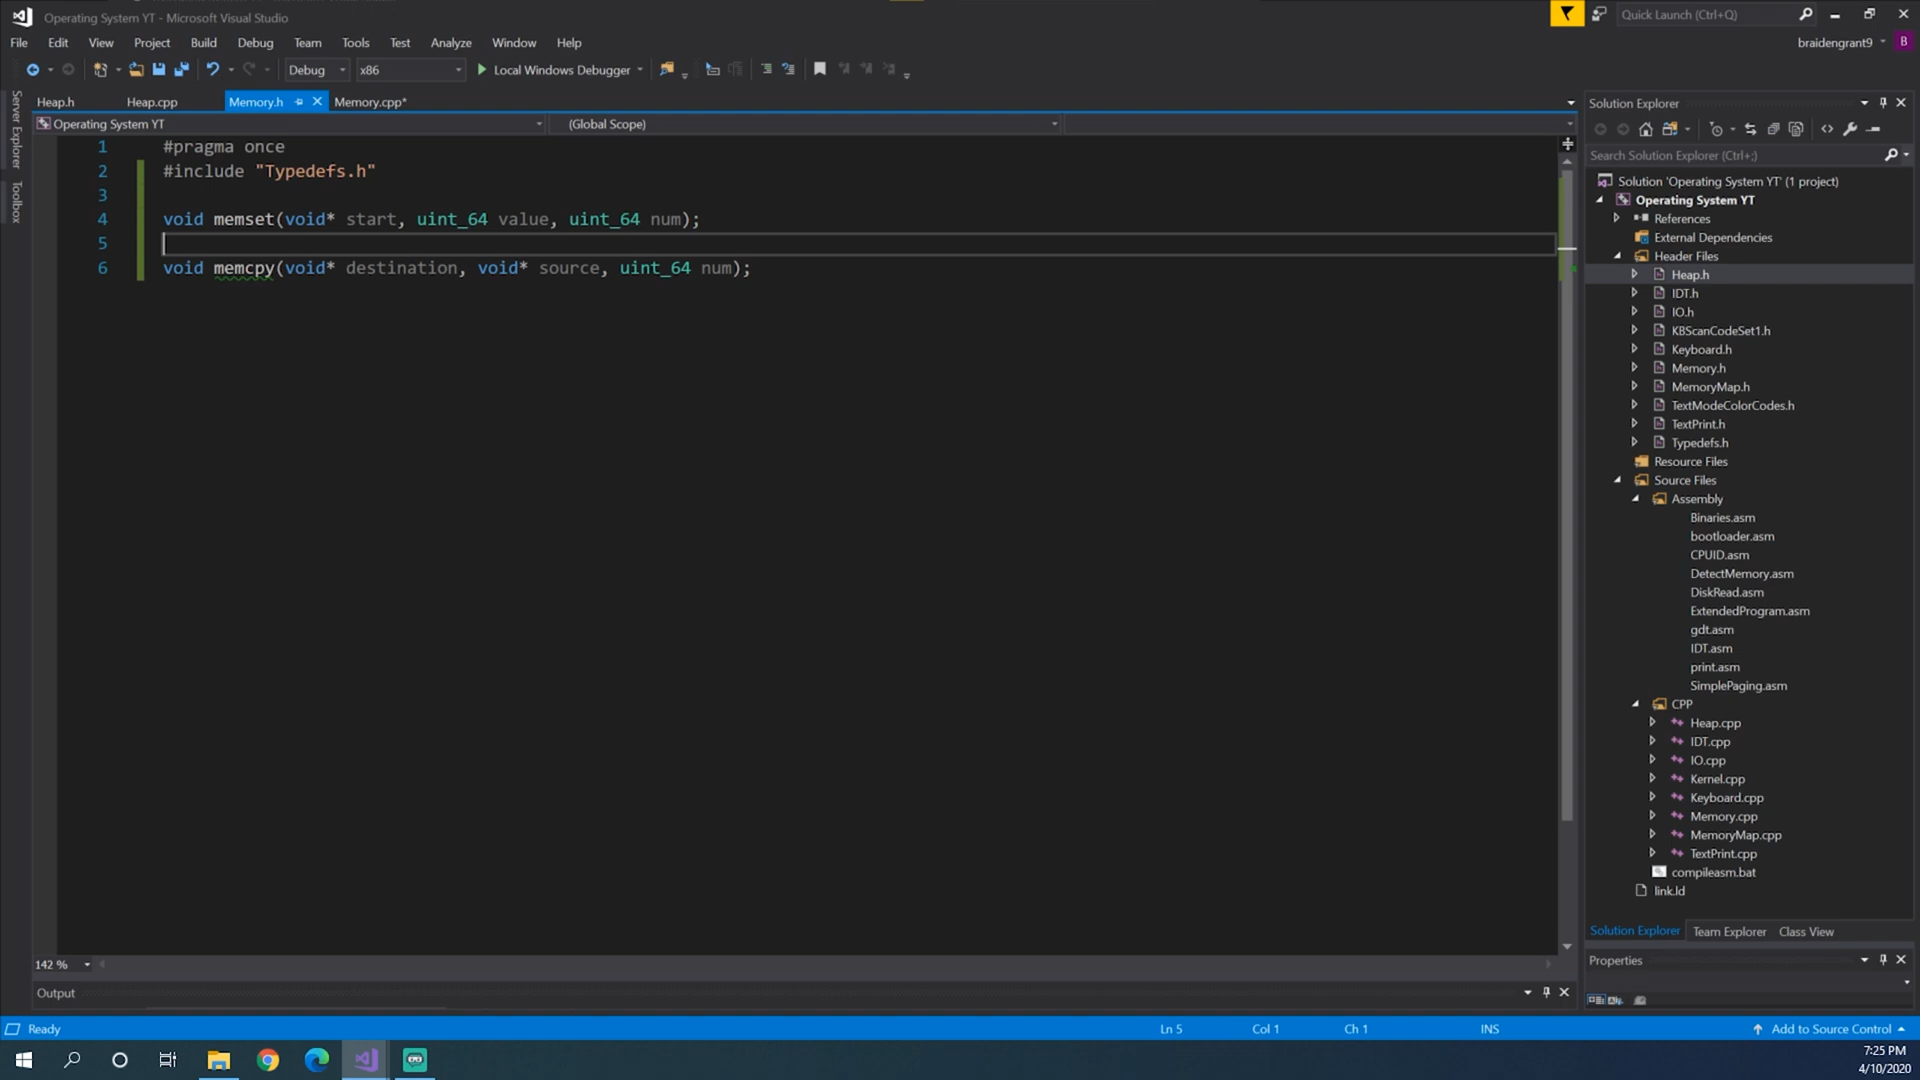 Operating System YT - Microsoft Visual Studio
Quick Launch (Ctrl+Q)
File Edit View Project Build Debug Team Tools Test Analyze Window Help
braidengrant9 B
Debug x86 Local Windows Debugger
Server Explorer
Toolbox
Heap.h Heap.cpp Memory.h Memory.cpp*
Operating System YT (Global Scope)
1 #pragma once
2 #include "Typedefs.h"
3
4 void memset(void* start, uint_64 value, uint_64 num);
5
6 void memcpy(void* destination, void* source, uint_64 num);
142 %
Output
Solution Explorer
Search Solution Explorer (Ctrl+;)
Solution 'Operating System YT' (1 project)
Operating System YT
References
External Dependencies
Header Files
Heap.h
IDT.h
IO.h
KBScanCodeSet1.h
Keyboard.h
Memory.h
MemoryMap.h
TextModeColorCodes.h
TextPrint.h
Typedefs.h
Resource Files
Source Files
Assembly
Binaries.asm
bootloader.asm
CPUID.asm
DetectMemory.asm
DiskRead.asm
ExtendedProgram.asm
gdt.asm
IDT.asm
print.asm
SimplePaging.asm
CPP
Heap.cpp
IDT.cpp
IO.cpp
Kernel.cpp
Keyboard.cpp
Memory.cpp
MemoryMap.cpp
TextPrint.cpp
compileasm.bat
link.ld
Solution Explorer Team Explorer Class View
Properties
Ready Ln 5 Col 1 Ch 1 INS Add to Source Control
7:25 PM
4/10/2020